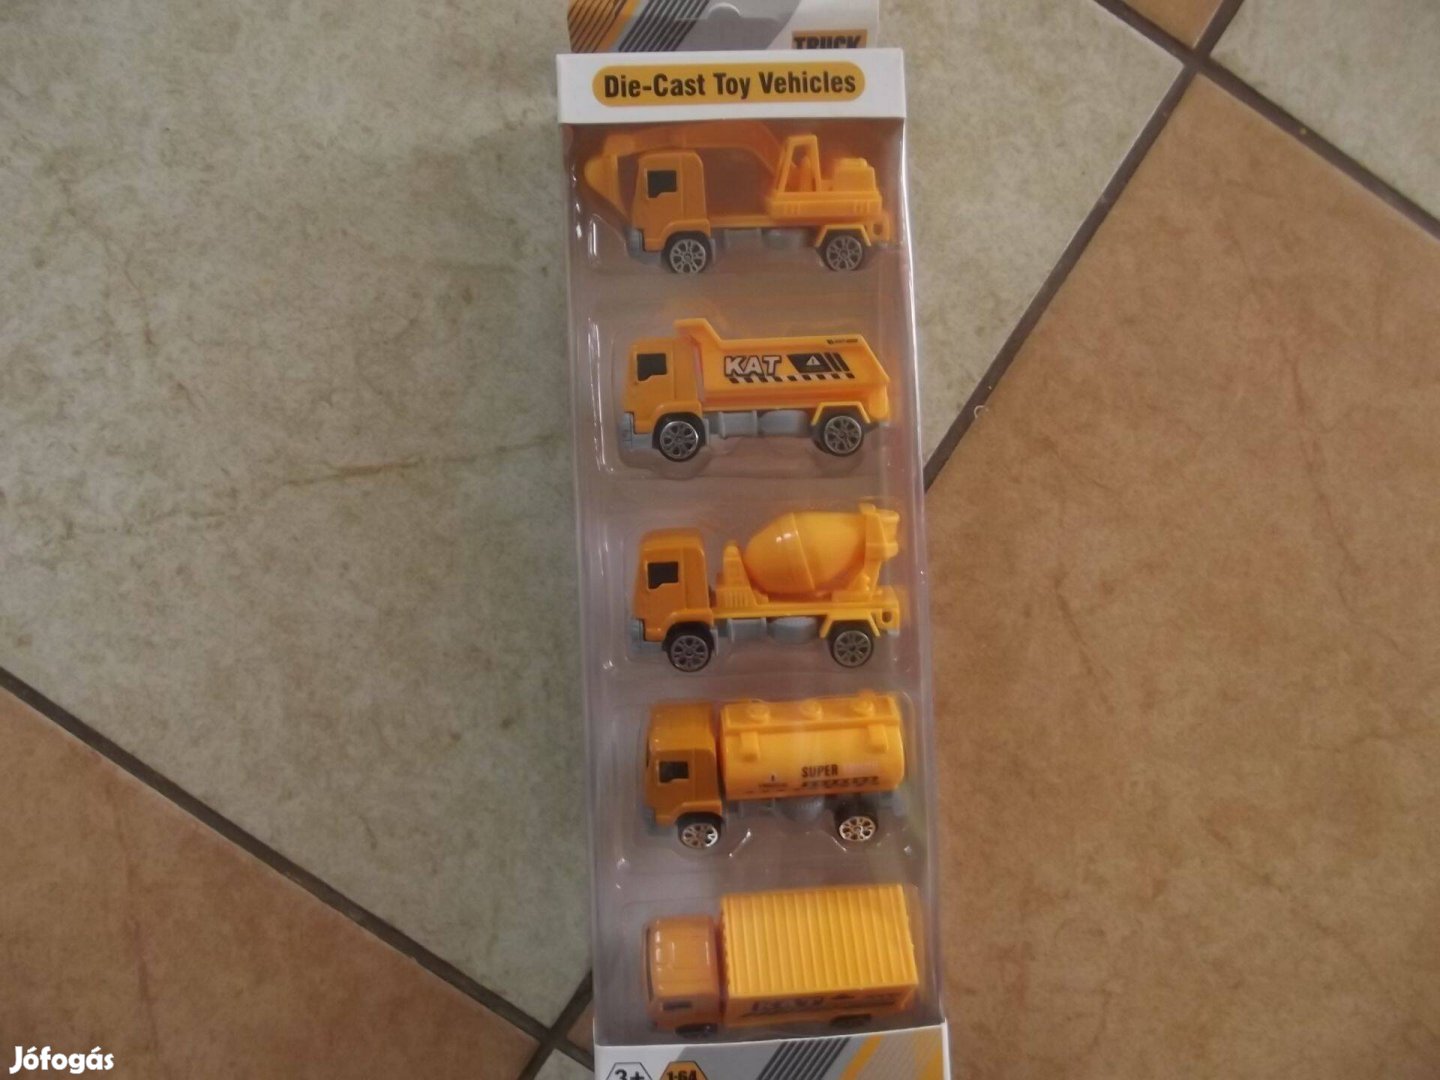 TRUCK
Die-Cast Toy Vehicles
KAT
SUPER
3+ 1:64
Jófogás